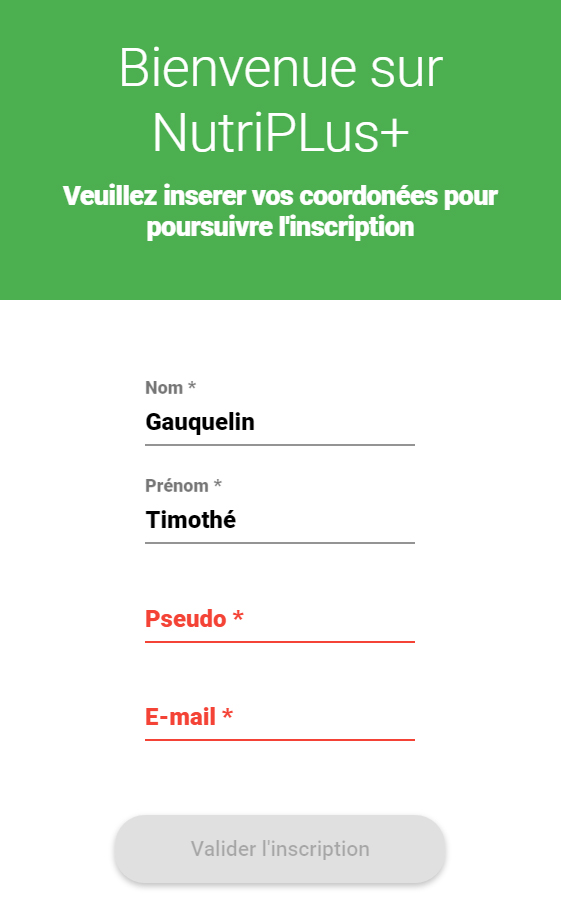 Bienvenue sur
NutriPLus+
Veuillez inserer vos coordonées pour
poursuivre l'inscription
Nom *
Gauquelin
Prénom *
Timothé
Pseudo *
E-mail *
Valider l'inscription